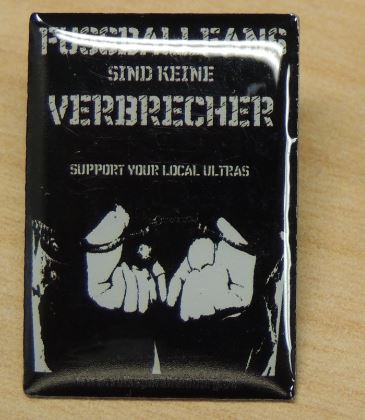 FUSSBALLFANS
SIND KEINE
VERBRECHER
SUPPORT YOUR LOCAL ULTRAS